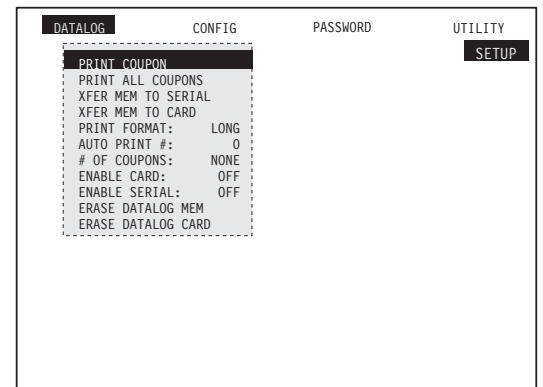 DATALOG CONFIG PASSWORD UTILITY
SETUP
PRINT COUPON
PRINT ALL COUPONS
XFER MEM TO SERIAL
XFER MEM TO CARD
PRINT FORMAT: LONG
AUTO PRINT #: 0
# OF COUPONS: NONE
ENABLE CARD: OFF
ENABLE SERIAL: OFF
ERASE DATALOG MEM
ERASE DATALOG CARD